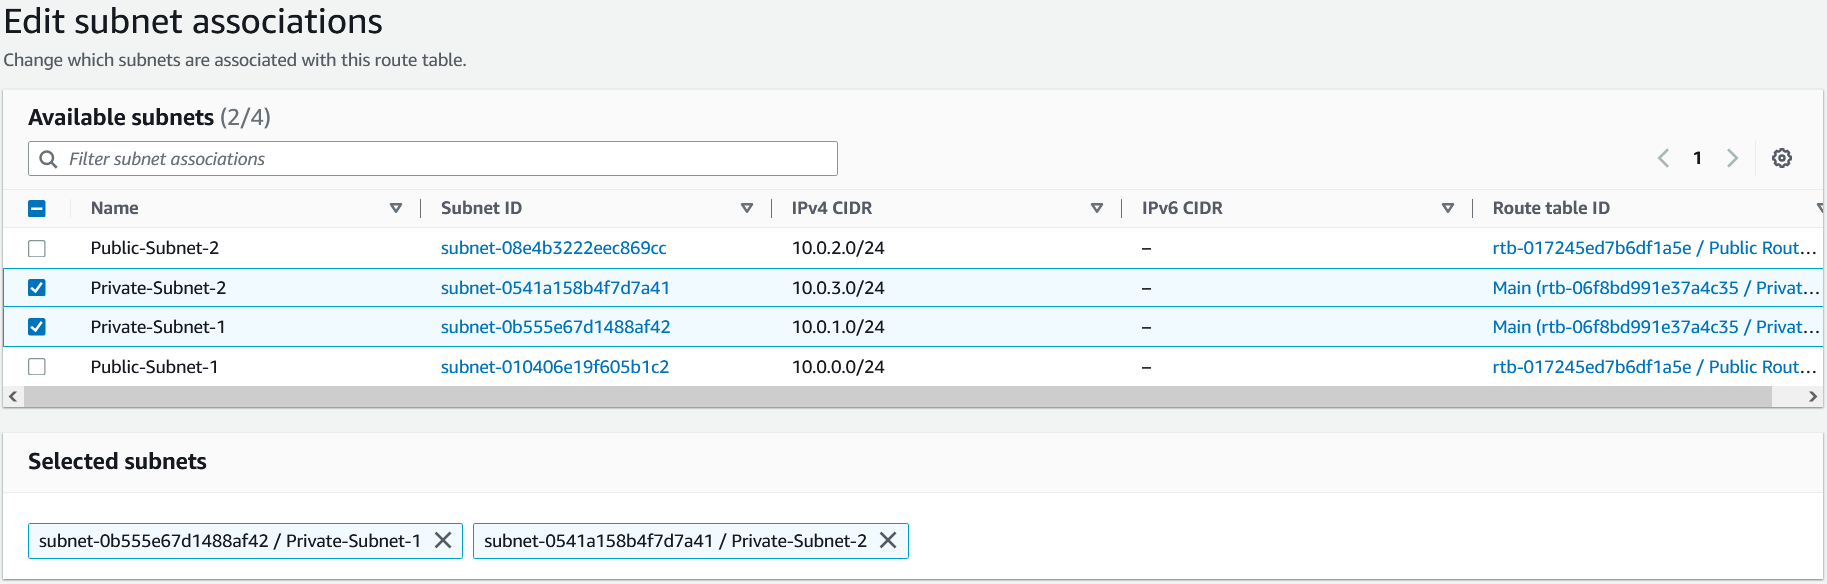 Edit subnet associations
Change which subnets are associated with this route table.
Available subnets (2/4)
Filter subnet associations
1
Name Subnet ID IPv4 CIDR IPv6 CIDR Route table ID
Public-Subnet-2 subnet-08e4b3222eec869cc 10.0.2.0/24 – rtb-017245ed7b6df1a5e / Public Rout...
Private-Subnet-2 subnet-0541a158b4f7d7a41 10.0.3.0/24 – Main (rtb-06f8bd991e37a4c35 / Privat...
Private-Subnet-1 subnet-0b555e67d1488af42 10.0.1.0/24 – Main (rtb-06f8bd991e37a4c35 / Privat...
Public-Subnet-1 subnet-010406e19f605b1c2 10.0.0.0/24 – rtb-017245ed7b6df1a5e / Public Rout...
Selected subnets
subnet-0b555e67d1488af42 / Private-Subnet-1 subnet-0541a158b4f7d7a41 / Private-Subnet-2